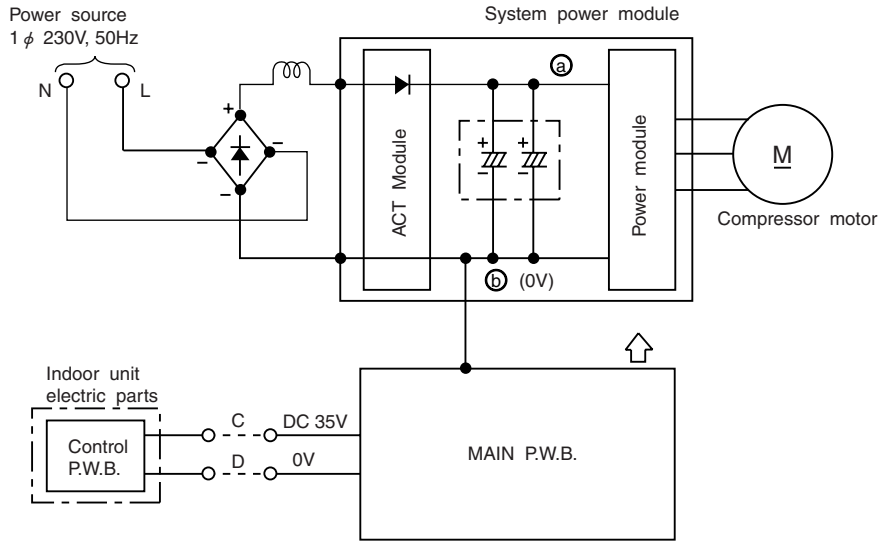 Power source
1 ϕ 230V, 50Hz
N
L
+
−
−
−
System power module
ACT Module
ⓐ
+
−
+
−
ⓑ (0V)
Power module
M
Compressor motor
Indoor unit
electric parts
Control
P.W.B.
C
DC 35V
D
0V
MAIN P.W.B.